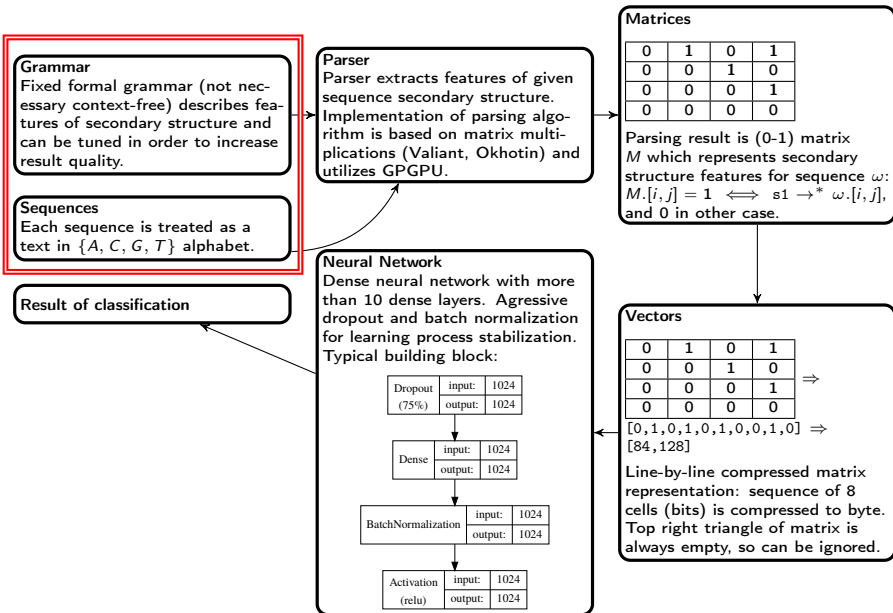 Grammar
Fixed formal grammar (not nec-
essary context-free) describes fea-
tures of secondary structure and
can be tuned in order to increase
result quality.
Sequences
Each sequence is treated as a
text in {A, C, G, T} alphabet.
Result of classification
Parser
Parser extracts features of given
sequence secondary structure.
Implementation of parsing algo-
rithm is based on matrix multi-
plications (Valiant, Okhotin) and
utilizes GPGPU.
Matrices
0 1 0 1
0 0 1 0
0 0 0 1
0 0 0 0
Parsing result is (0-1) matrix
M which represents secondary
structure features for sequence ω:
M.[i, j] = 1 ⟺ s1 →* ω.[i, j],
and 0 in other case.
Vectors
0 1 0 1
0 0 1 0
0 0 0 1
0 0 0 0
⇒
[0,1,0,1,0,1,0,0,1,0] ⇒
[84,128]
Line-by-line compressed matrix
representation: sequence of 8
cells (bits) is compressed to byte.
Top right triangle of matrix is
always empty, so can be ignored.
Neural Network
Dense neural network with more
than 10 dense layers. Agressive
dropout and batch normalization
for learning process stabilization.
Typical building block:
Dropout
(75%)
input: 1024
output: 1024
Dense
input: 1024
output: 1024
BatchNormalization
input: 1024
output: 1024
Activation
(relu)
input: 1024
output: 1024